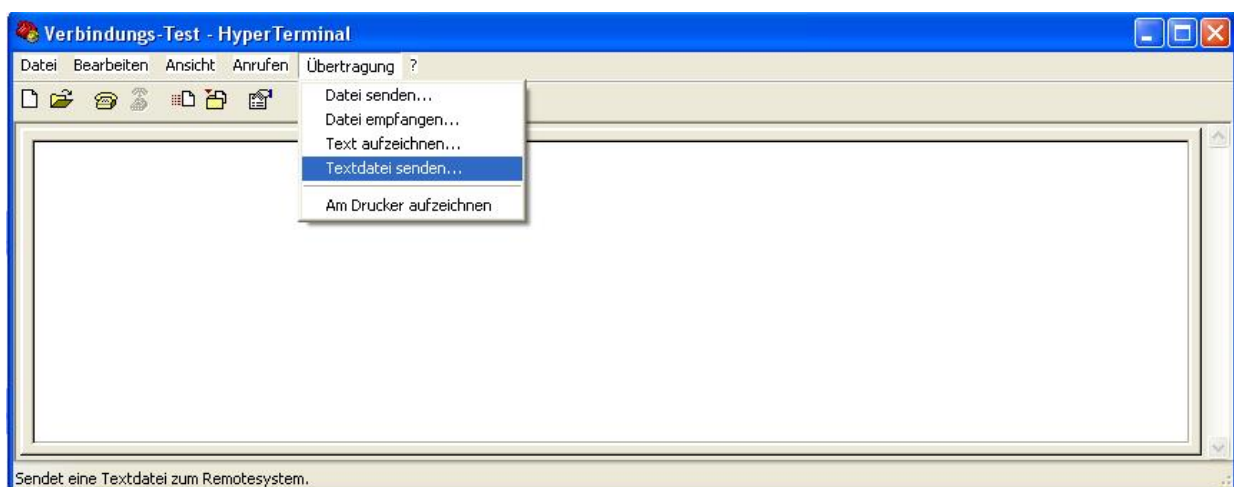 Verbindungs-Test - HyperTerminal
Datei Bearbeiten Ansicht Anrufen Übertragung ?
Datei senden...
Datei empfangen...
Text aufzeichnen...
Textdatei senden...
Am Drucker aufzeichnen
Sendet eine Textdatei zum Remotesystem.